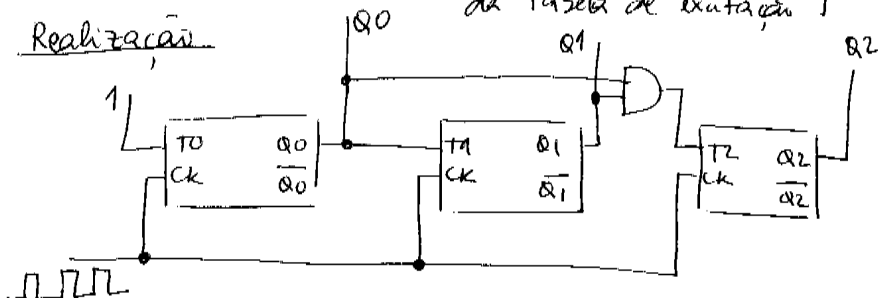 da Tabela de excitação
Realização
Q0
Q1
Q2
1
T0 Q0
CK Q0
T1 Q1
CK Q1
T2 Q2
CK Q2